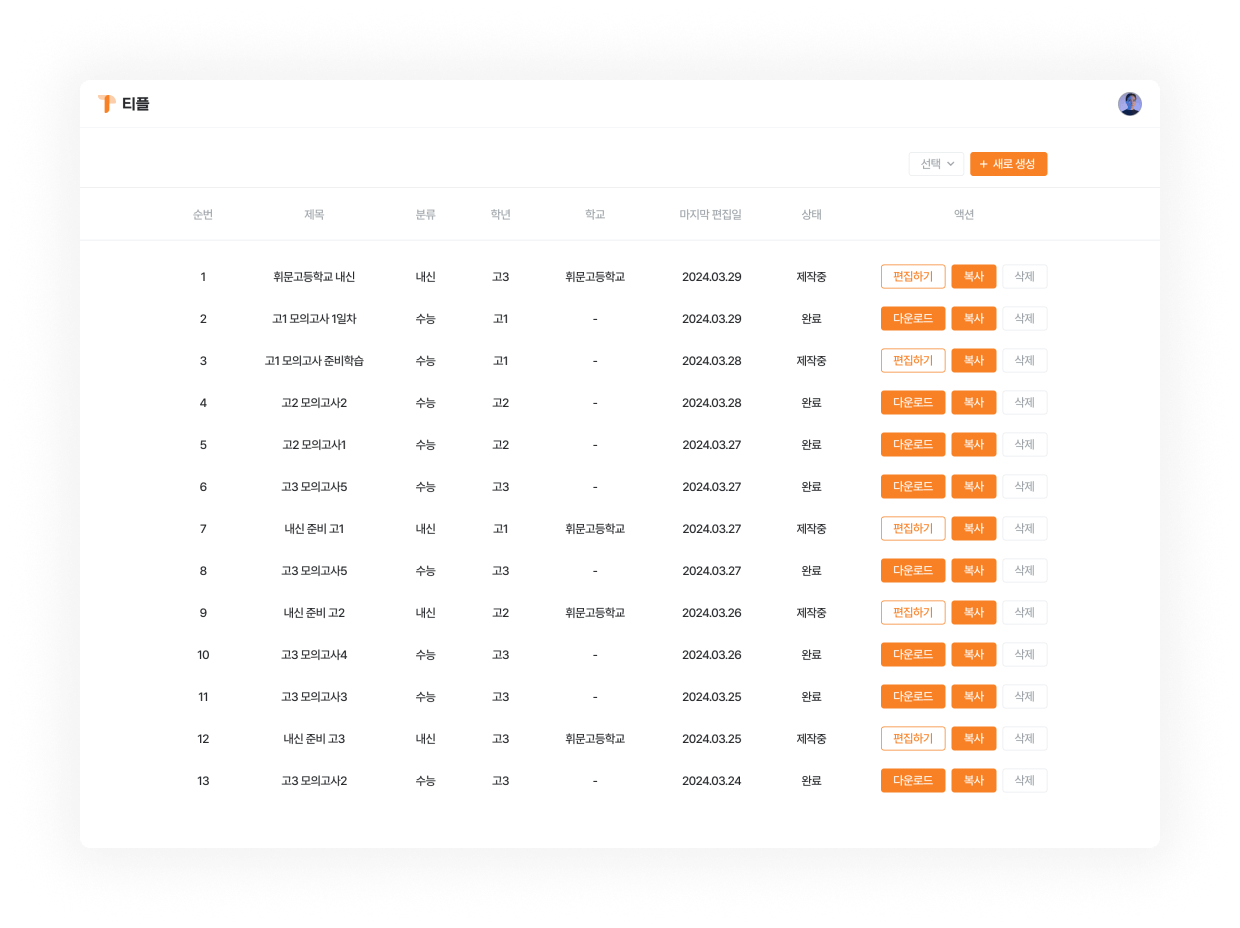 티플
선택 + 새로 생성
순번 제목 분류 학년 학교 마지막 편집일 상태 액션
1 휘문고등학교 내신 내신 고3 휘문고등학교 2024.03.29 제작중 편집하기 복사 삭제
2 고1 모의고사 1일차 수능 고1 - 2024.03.29 완료 다운로드 복사 삭제
3 고1 모의고사 준비학습 수능 고1 - 2024.03.28 제작중 편집하기 복사 삭제
4 고2 모의고사2 수능 고2 - 2024.03.28 완료 다운로드 복사 삭제
5 고2 모의고사1 수능 고2 - 2024.03.27 완료 다운로드 복사 삭제
6 고3 모의고사5 수능 고3 - 2024.03.27 완료 다운로드 복사 삭제
7 내신 준비 고1 내신 고1 휘문고등학교 2024.03.27 제작중 편집하기 복사 삭제
8 고3 모의고사5 수능 고3 - 2024.03.27 완료 다운로드 복사 삭제
9 내신 준비 고2 내신 고2 휘문고등학교 2024.03.26 제작중 편집하기 복사 삭제
10 고3 모의고사4 수능 고3 - 2024.03.26 완료 다운로드 복사 삭제
11 고3 모의고사3 수능 고3 - 2024.03.25 완료 다운로드 복사 삭제
12 내신 준비 고3 내신 고3 휘문고등학교 2024.03.25 제작중 편집하기 복사 삭제
13 고3 모의고사2 수능 고3 - 2024.03.24 완료 다운로드 복사 삭제